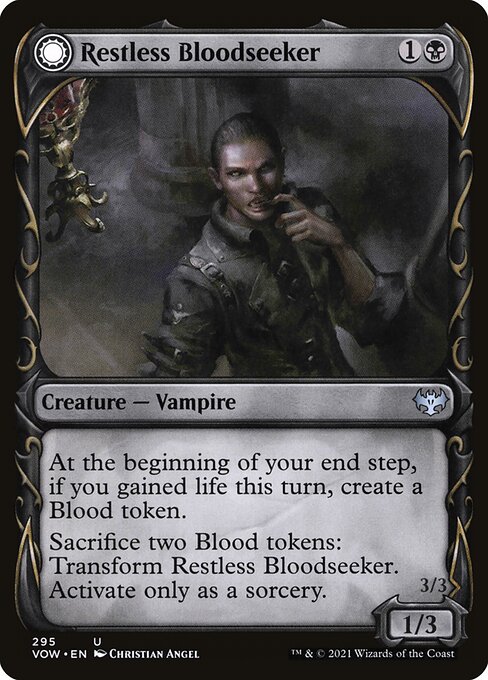 Restless Bloodseeker 1
Creature — Vampire
At the beginning of your end step,
if you gained life this turn, create a
Blood token.
Sacrifice two Blood tokens:
Transform Restless Bloodseeker.
Activate only as a sorcery.
3/3
1/3
295 U
VOW • EN Christian Angel
™ & © 2021 Wizards of the Coast